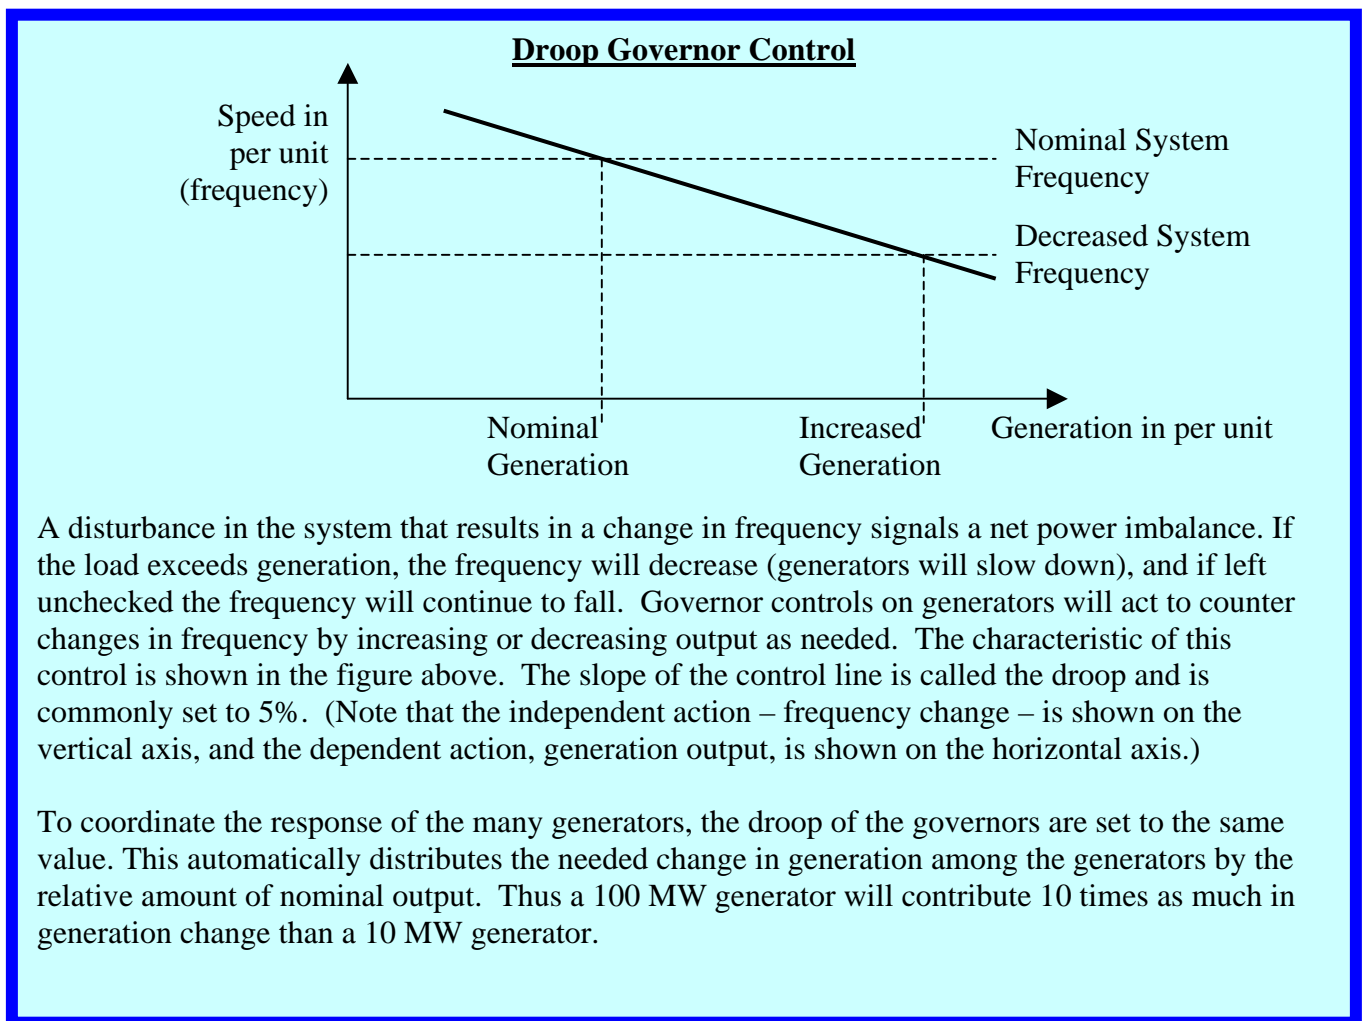 Droop Governor Control
Speed in
per unit
(frequency)
Nominal System
Frequency
Decreased System
Frequency
Nominal
Generation
Increased
Generation
Generation in per unit
A disturbance in the system that results in a change in frequency signals a net power imbalance. If
the load exceeds generation, the frequency will decrease (generators will slow down), and if left
unchecked the frequency will continue to fall.  Governor controls on generators will act to counter
changes in frequency by increasing or decreasing output as needed.  The characteristic of this
control is shown in the figure above.  The slope of the control line is called the droop and is
commonly set to 5%.  (Note that the independent action – frequency change – is shown on the
vertical axis, and the dependent action, generation output, is shown on the horizontal axis.)
To coordinate the response of the many generators, the droop of the governors are set to the same
value. This automatically distributes the needed change in generation among the generators by the
relative amount of nominal output.  Thus a 100 MW generator will contribute 10 times as much in
generation change than a 10 MW generator.